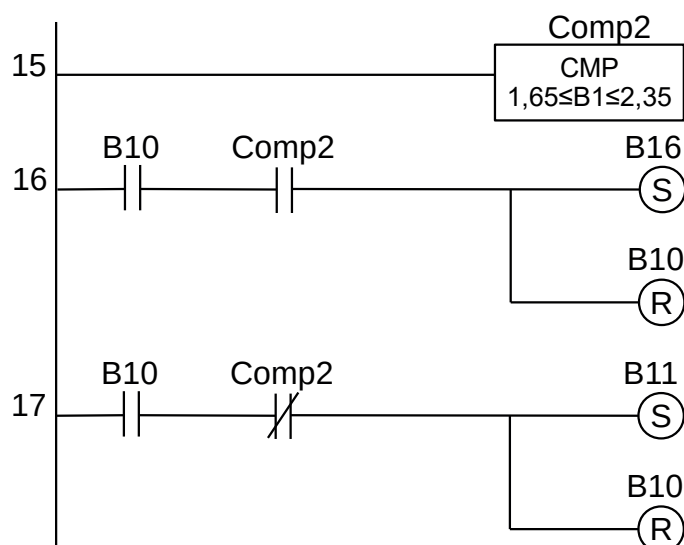 Comp2
15
CMP
1,65≤B1≤2,35
B10 Comp2 B16
16
S
B10
R
B10 Comp2 B11
17
S
B10
R